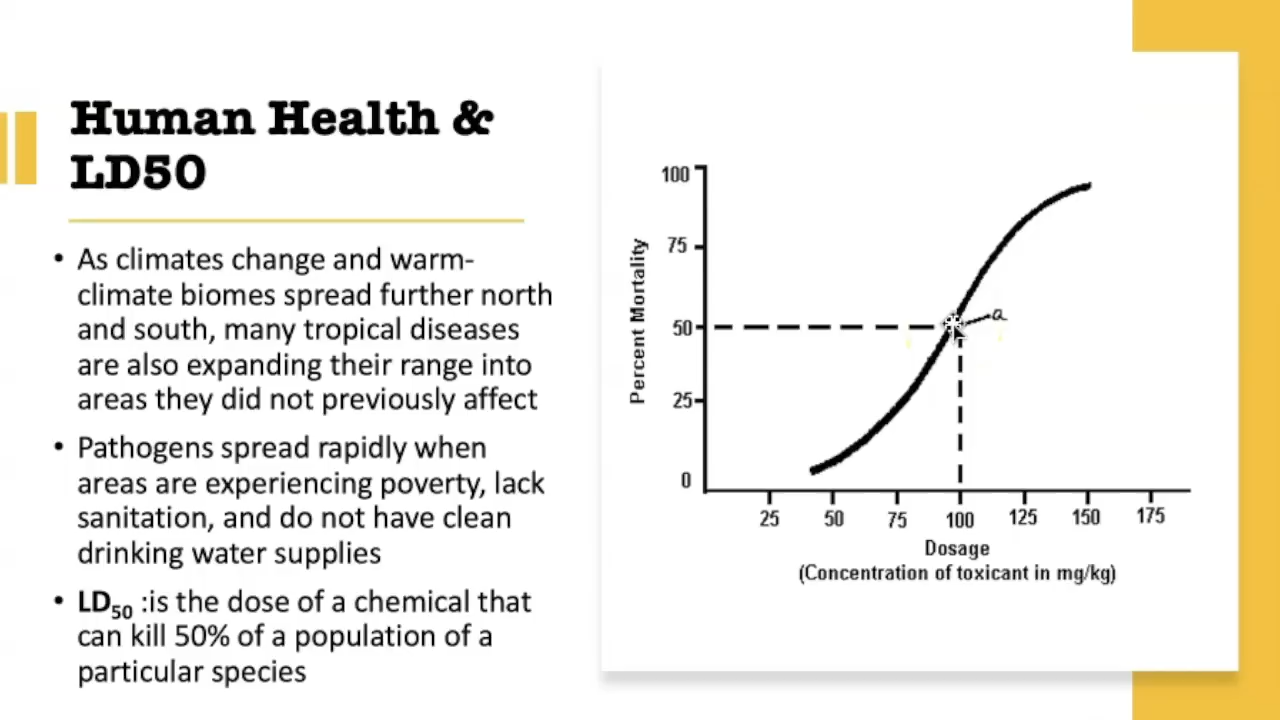 Human Health &
LD50
• As climates change and warm-
climate biomes spread further north
and south, many tropical diseases
are also expanding their range into
areas they did not previously affect
• Pathogens spread rapidly when
areas are experiencing poverty, lack
sanitation, and do not have clean
drinking water supplies
• LD50 :is the dose of a chemical that
can kill 50% of a population of a
particular species
Percent Mortality
100
75
50
25
0
a
25 50 75 100 125 150 175
Dosage
(Concentration of toxicant in mg/kg)